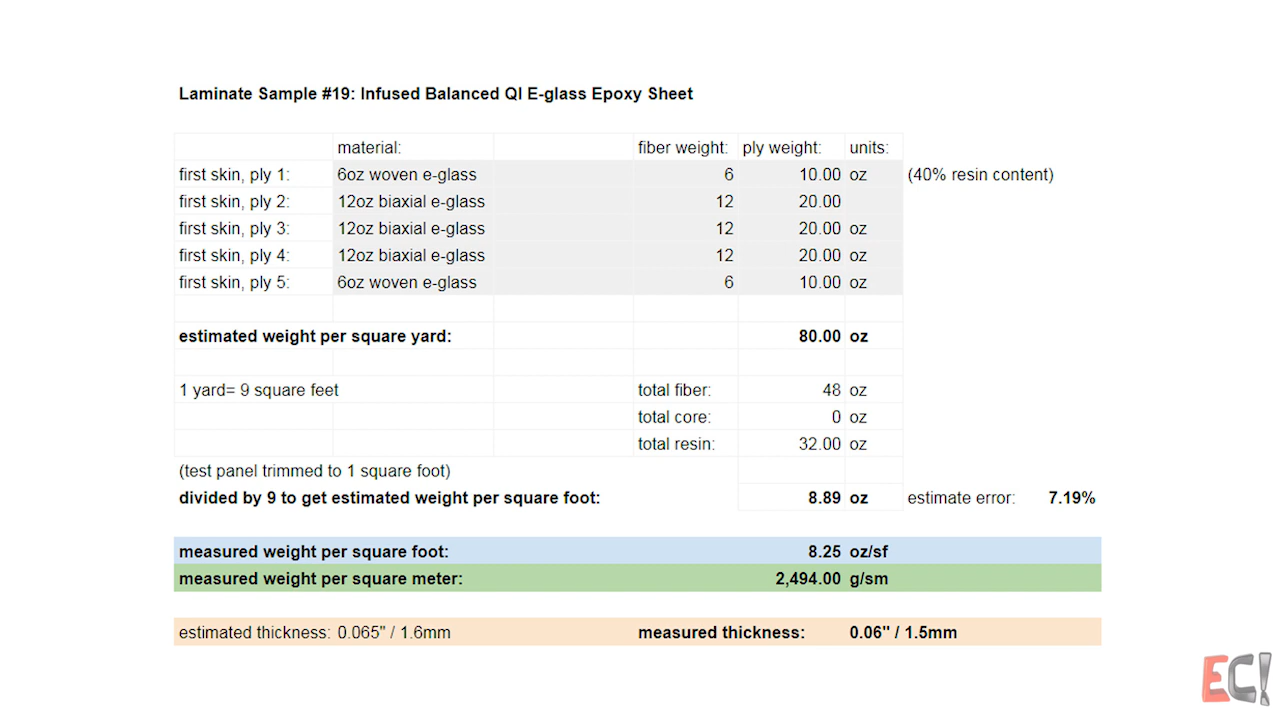 Laminate Sample #19: Infused Balanced QI E-glass Epoxy Sheet
material: fiber weight: ply weight: units:
first skin, ply 1: 6oz woven e-glass 6 10.00 oz (40% resin content)
first skin, ply 2: 12oz biaxial e-glass 12 20.00
first skin, ply 3: 12oz biaxial e-glass 12 20.00 oz
first skin, ply 4: 12oz biaxial e-glass 12 20.00 oz
first skin, ply 5: 6oz woven e-glass 6 10.00 oz
estimated weight per square yard: 80.00 oz
1 yard= 9 square feet total fiber: 48 oz
total core: 0 oz
total resin: 32.00 oz
(test panel trimmed to 1 square foot)
divided by 9 to get estimated weight per square foot: 8.89 oz estimate error: 7.19%
measured weight per square foot: 8.25 oz/sf
measured weight per square meter: 2,494.00 g/sm
estimated thickness: 0.065" / 1.6mm measured thickness: 0.06" / 1.5mm
EC!